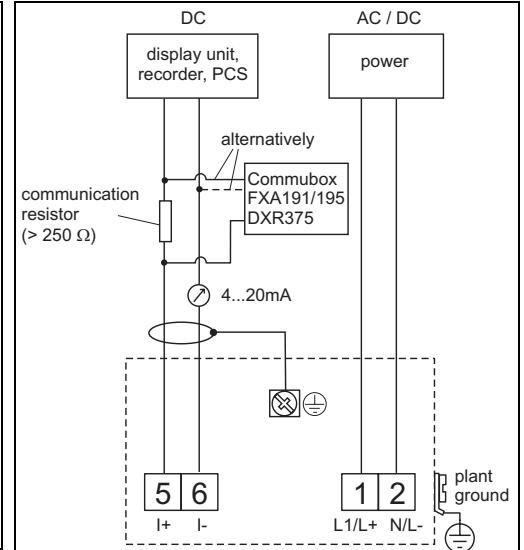 DC
AC / DC
display unit,
recorder, PCS
power
alternatively
Commubox
FXA191/195
DXR375
communication
resistor
(> 250 Ω)
4...20mA
5 6
1 2
I+ I-
L1/L+ N/L-
plant
ground